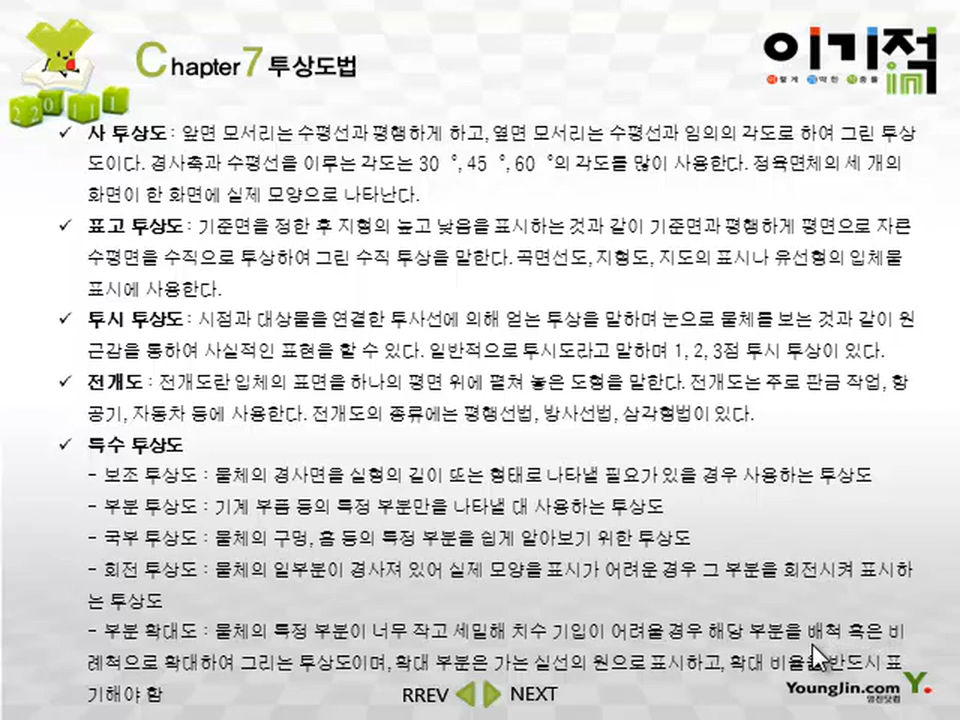 Chapter7 투상도법
이기적in
이렇게 기막힌 적중률
2201111
✓ 사 투상도 : 앞면 모서리는 수평선과 평행하게 하고, 옆면 모서리는 수평선과 임의의 각도로 하여 그린 투상
도이다. 경사축과 수평선을 이루는 각도는 30 °, 45 °, 60 °의 각도를 많이 사용한다. 정육면체의 세 개의
화면이 한 화면에 실제 모양으로 나타난다.
✓ 표고 투상도 : 기준면을 정한 후 지형의 높고 낮음을 표시하는 것과 같이 기준면과 평행하게 평면으로 자른
수평면을 수직으로 투상하여 그린 수직 투상을 말한다. 곡면선도, 지형도, 지도의 표시나 유선형의 입체물
표시에 사용한다.
✓ 투시 투상도 : 시점과 대상물을 연결한 투사선에 의해 얻는 투상을 말하며 눈으로 물체를 보는 것과 같이 원
근감을 통하여 사실적인 표현을 할 수 있다. 일반적으로 투시도라고 말하며 1, 2, 3점 투시 투상이 있다.
✓ 전개도 : 전개도란 입체의 표면을 하나의 평면 위에 펼쳐 놓은 도형을 말한다. 전개도는 주로 판금 작업, 항
공기, 자동차 등에 사용한다. 전개도의 종류에는 평행선법, 방사선법, 삼각형법이 있다.
✓ 특수 투상도
- 보조 투상도 : 물체의 경사면을 실형의 길이 또는 형태로 나타낼 필요가 있을 경우 사용하는 투상도
- 부분 투상도 : 기계 부품 등의 특정 부분만을 나타낼 대 사용하는 투상도
- 국부 투상도 : 물체의 구멍, 홈 등의 특정 부분을 쉽게 알아보기 위한 투상도
- 회전 투상도 : 물체의 일부분이 경사져 있어 실제 모양을 표시가 어려운 경우 그 부분을 회전시켜 표시하
는 투상도
- 부분 확대도 : 물체의 특정 부분이 너무 작고 세밀해 치수 기입이 어려울 경우 해당 부분을 배척 혹은 비
례척으로 확대하여 그리는 투상도이며, 확대 부분은 가는 실선의 원으로 표시하고, 확대 비율을 반드시 표
기해야 함
RREV NEXT
YoungJin.com Y.
영진닷컴